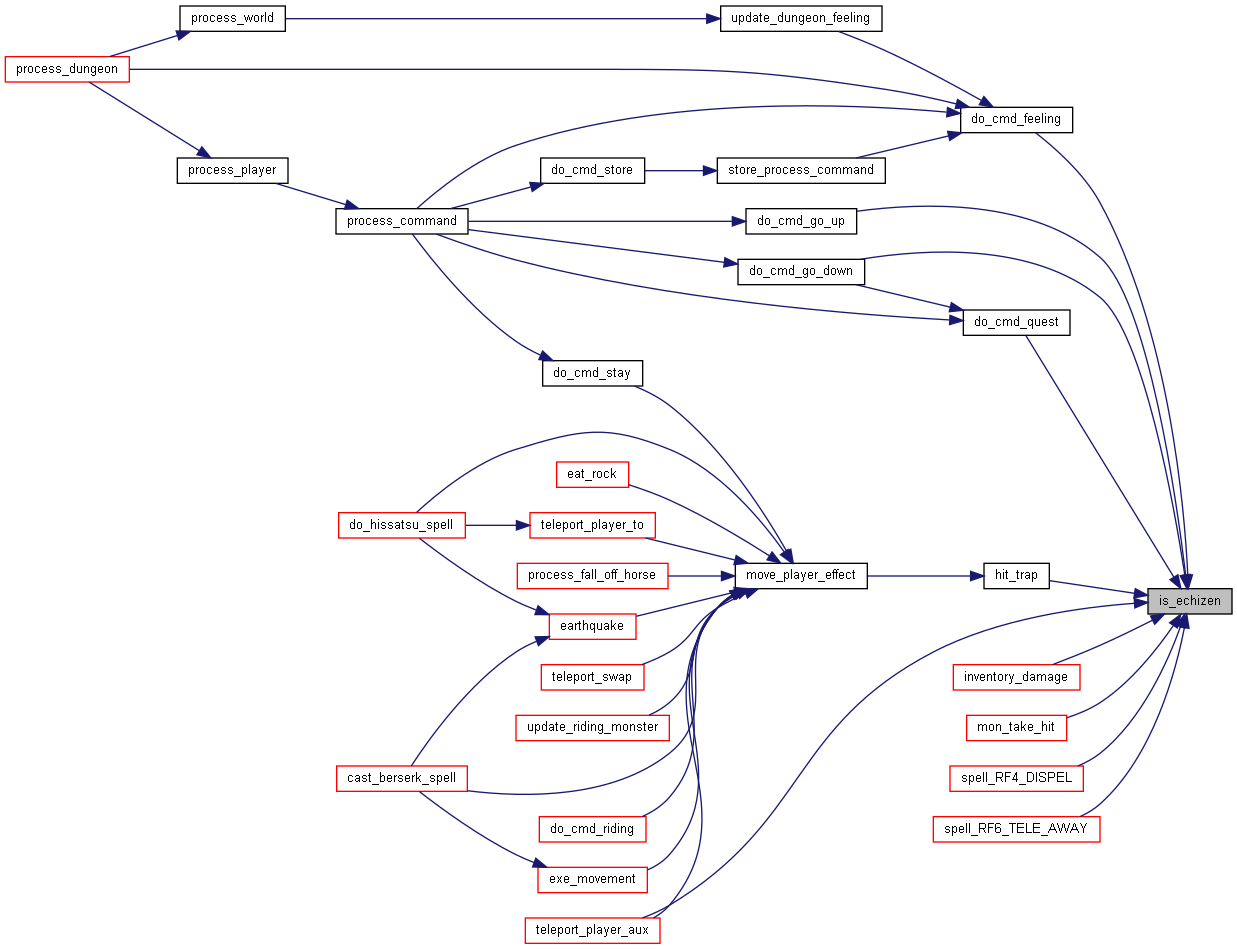 process_world
update_dungeon_feeling
process_dungeon
do_cmd_feeling
process_player
do_cmd_store
store_process_command
process_command
do_cmd_go_up
do_cmd_go_down
do_cmd_quest
do_cmd_stay
eat_rock
do_hissatsu_spell
teleport_player_to
process_fall_off_horse
move_player_effect
hit_trap
is_echizen
earthquake
teleport_swap
inventory_damage
update_riding_monster
mon_take_hit
cast_berserk_spell
spell_RF4_DISPEL
do_cmd_riding
spell_RF6_TELE_AWAY
exe_movement
teleport_player_aux